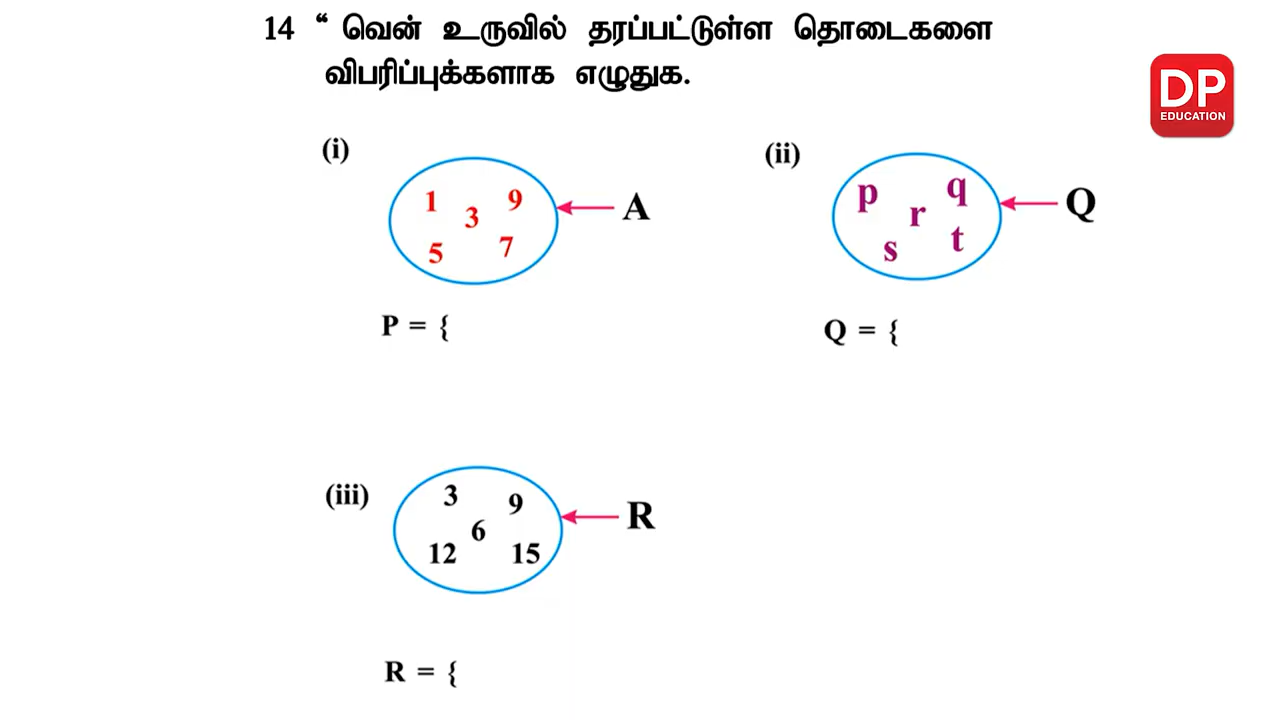 14 “ வென் உருவில் தரப்பட்டுள்ள தொடைகளை
விபரிப்புக்களாக எழுதுக.
DP
EDUCATION
(i)
1 9
3
5 7
A
P = {
(ii)
p q
r
s t
Q
Q = {
(iii)
3 9
6
12 15
R
R = {